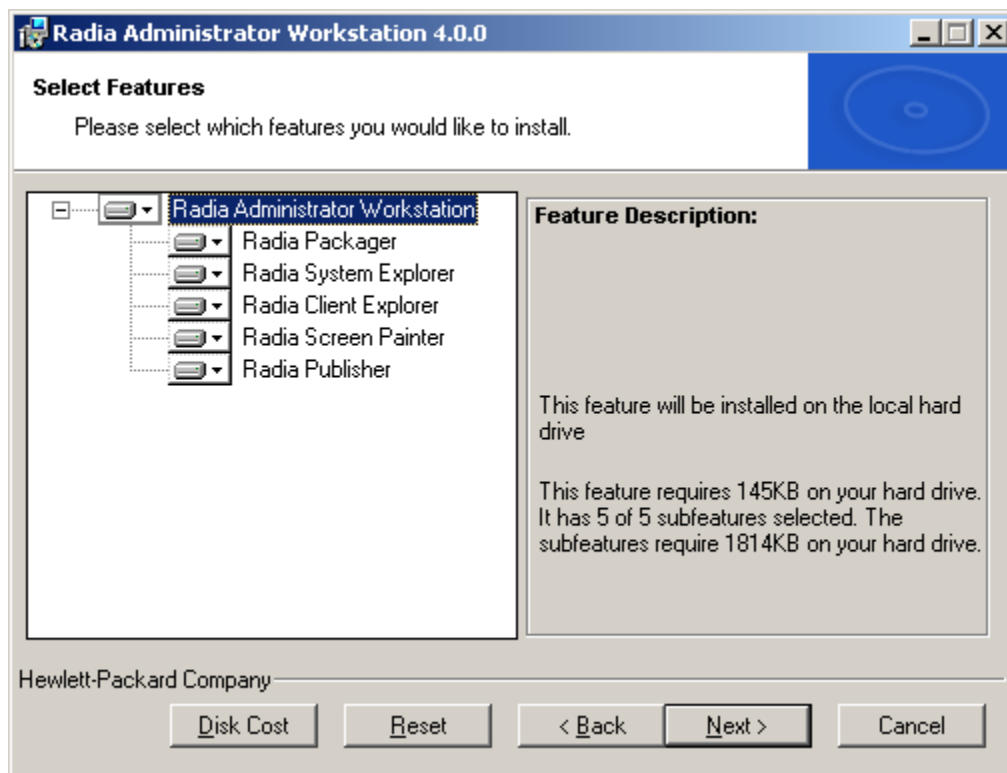 Radia Administrator Workstation 4.0.0
Select Features
Please select which features you would like to install.
Radia Administrator Workstation
Radia Packager
Radia System Explorer
Radia Client Explorer
Radia Screen Painter
Radia Publisher
Feature Description:
This feature will be installed on the local hard
drive
This feature requires 145KB on your hard drive.
It has 5 of 5 subfeatures selected. The
subfeatures require 1814KB on your hard drive.
Hewlett-Packard Company
Disk Cost
Reset
< Back
Next >
Cancel